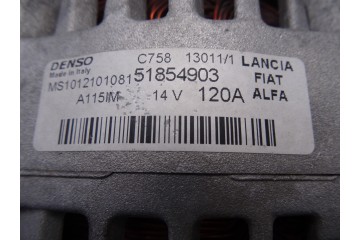 DENSO C758 13011/1 LANCIA
Made in Italy FIAT
MS1012101081 51854903
A115IM 14 V 120A ALFA